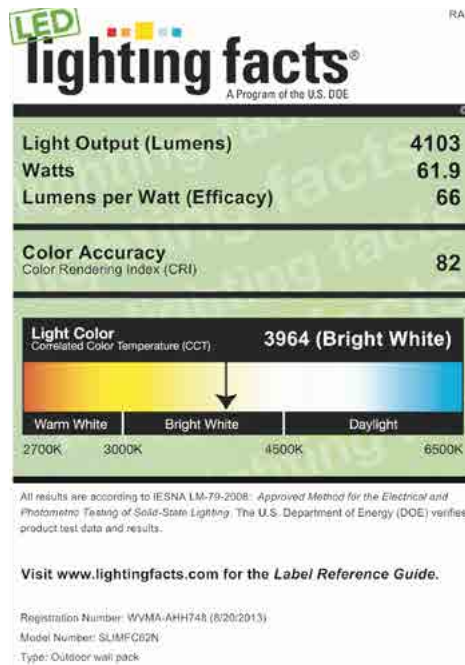 RA
LED
lighting facts®
A Program of the U.S. DOE
Light Output (Lumens) 4103
Watts 61.9
Lumens per Watt (Efficacy) 66
Color Accuracy
Color Rendering Index (CRI) 82
Light Color
Correlated Color Temperature (CCT) 3964 (Bright White)
Warm White Bright White Daylight
2700K 3000K 4500K 6500K
All results are according to IESNA LM-79-2008: Approved Method for the Electrical and
Photometric Testing of Solid-State Lighting. The U.S. Department of Energy (DOE) verifies
product test data and results.
Visit www.lightingfacts.com for the Label Reference Guide.
Registration Number: WVMA-AHH748 (8/20/2013)
Model Number: SLIMFC62N
Type: Outdoor wall pack